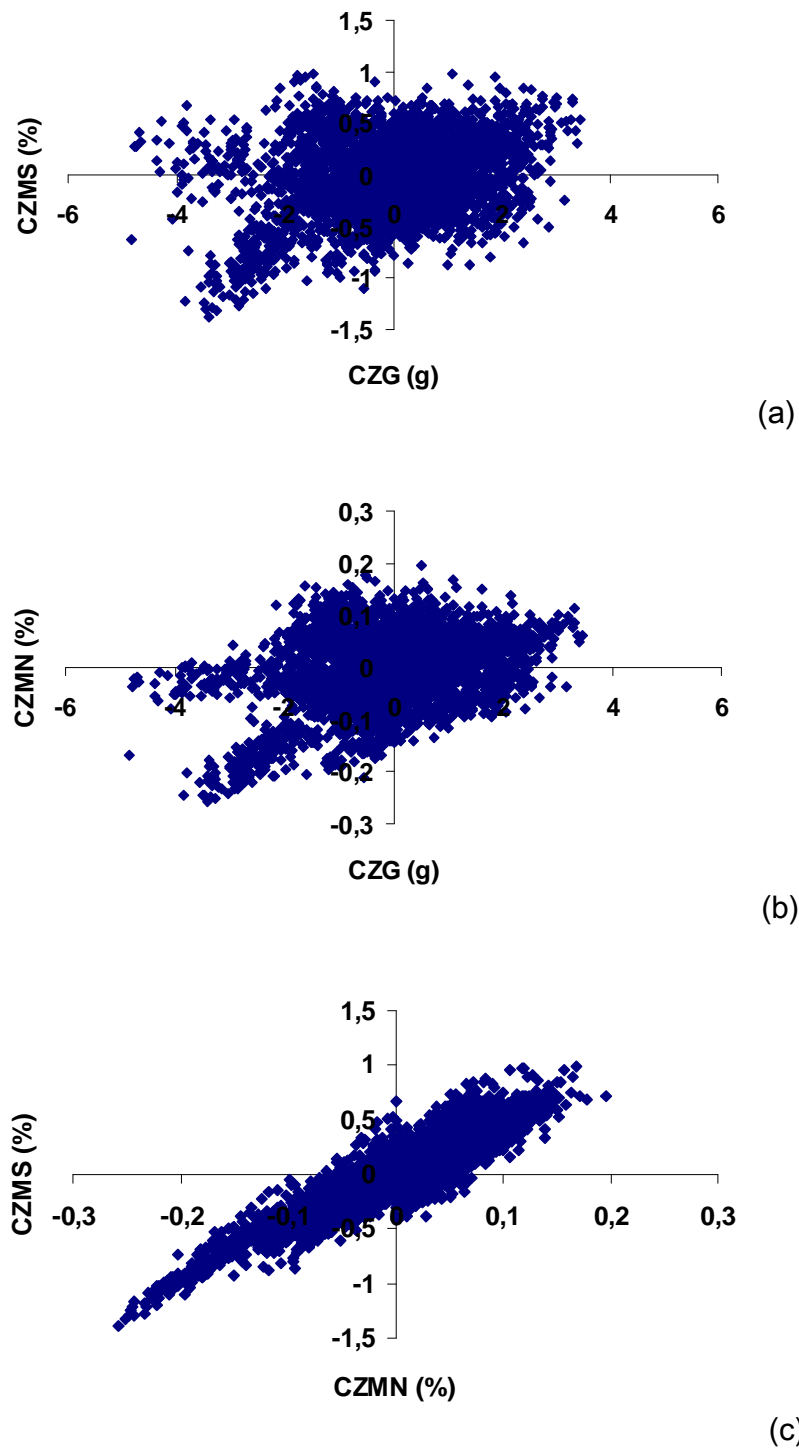 1,5
1
0,5
0
-0,5
-1
-1,5
-6 -4 -2 0 2 4 6
CZMS (%)
CZG (g)
(a)
0,3
0,2
0,1
0
-0,1
-0,2
-0,3
-6 -4 -2 0 2 4 6
CZMN (%)
CZG (g)
(b)
1,5
1
0,5
0
-0,5
-1
-1,5
-0,3 -0,2 -0,1 0 0,1 0,2 0,3
CZMS (%)
CZMN (%)
(c)